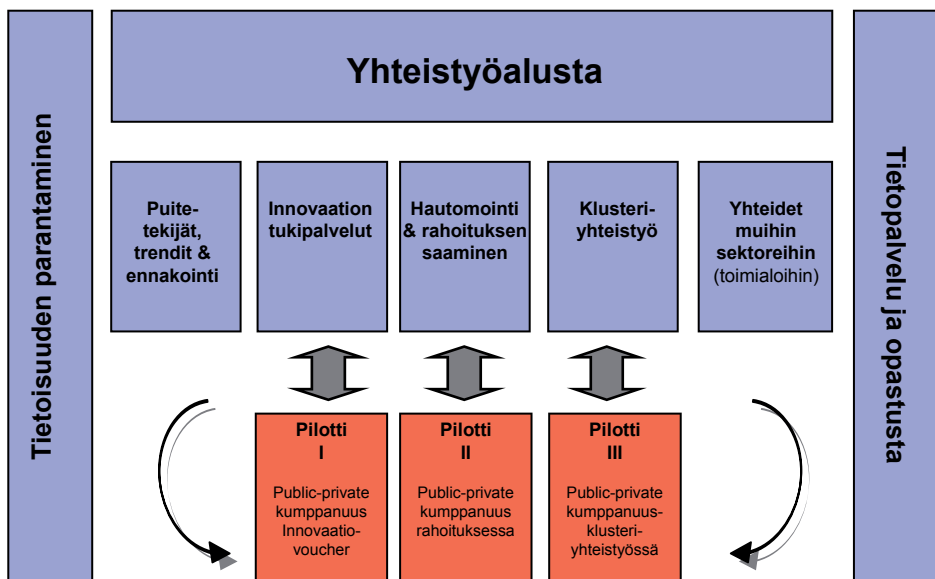 Tietoisuuden parantaminen
Yhteistyöalusta
Puite-
tekijät,
trendit &
ennakointi
Innovaation
tukipalvelut
Hautomointi
& rahoituksen
saaminen
Klusteri-
yhteistyö
Yhteidet
muihin
sektoreihin
(toimialoihin)
Tietopalvelu ja opastusta
Pilotti
I
Public-private
kumppanuus
Innovaatio-
voucher
Pilotti
II
Public-private
kumppanuus
rahoituksessa
Pilotti
III
Public-private
kumppanuus-
klusteri-
yhteistyössä